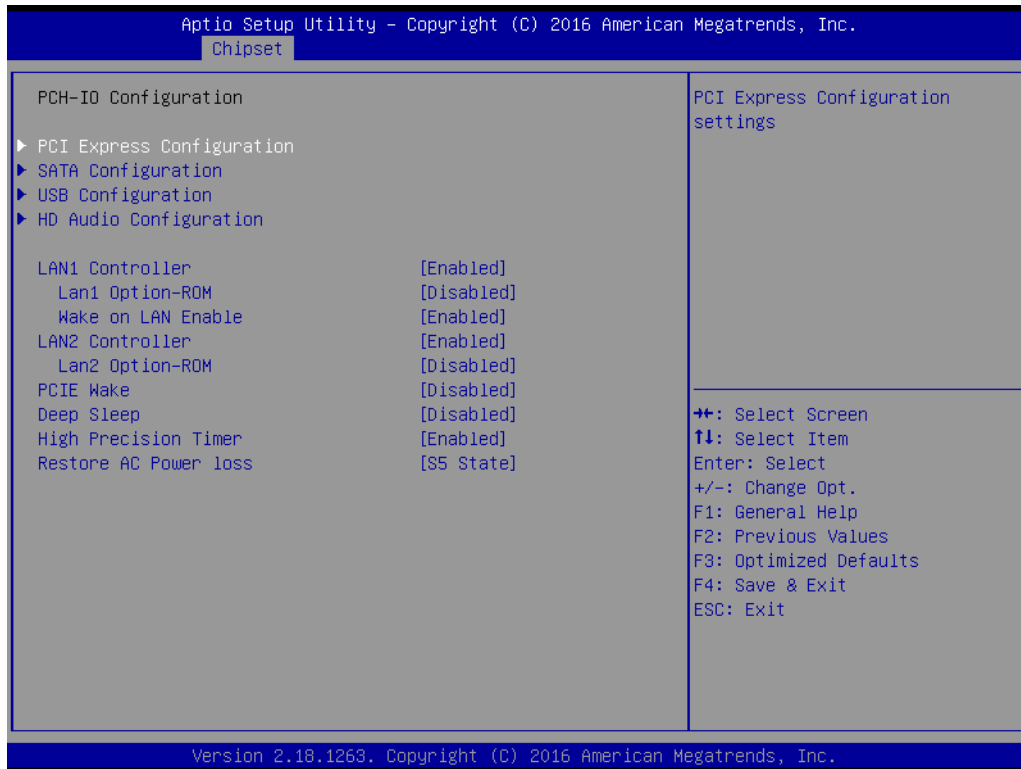 Aptio Setup Utility – Copyright (C) 2016 American Megatrends, Inc.
Chipset
PCH-IO Configuration
PCI Express Configuration
SATA Configuration
USB Configuration
HD Audio Configuration
LAN1 Controller [Enabled]
Lan1 Option-ROM [Disabled]
Wake on LAN Enable [Enabled]
LAN2 Controller [Enabled]
Lan2 Option-ROM [Disabled]
PCIE Wake [Disabled]
Deep Sleep [Disabled]
High Precision Timer [Enabled]
Restore AC Power loss [S5 State]
PCI Express Configuration
settings
→←: Select Screen
↑↓: Select Item
Enter: Select
+/-: Change Opt.
F1: General Help
F2: Previous Values
F3: Optimized Defaults
F4: Save & Exit
ESC: Exit
Version 2.18.1263. Copyright (C) 2016 American Megatrends, Inc.